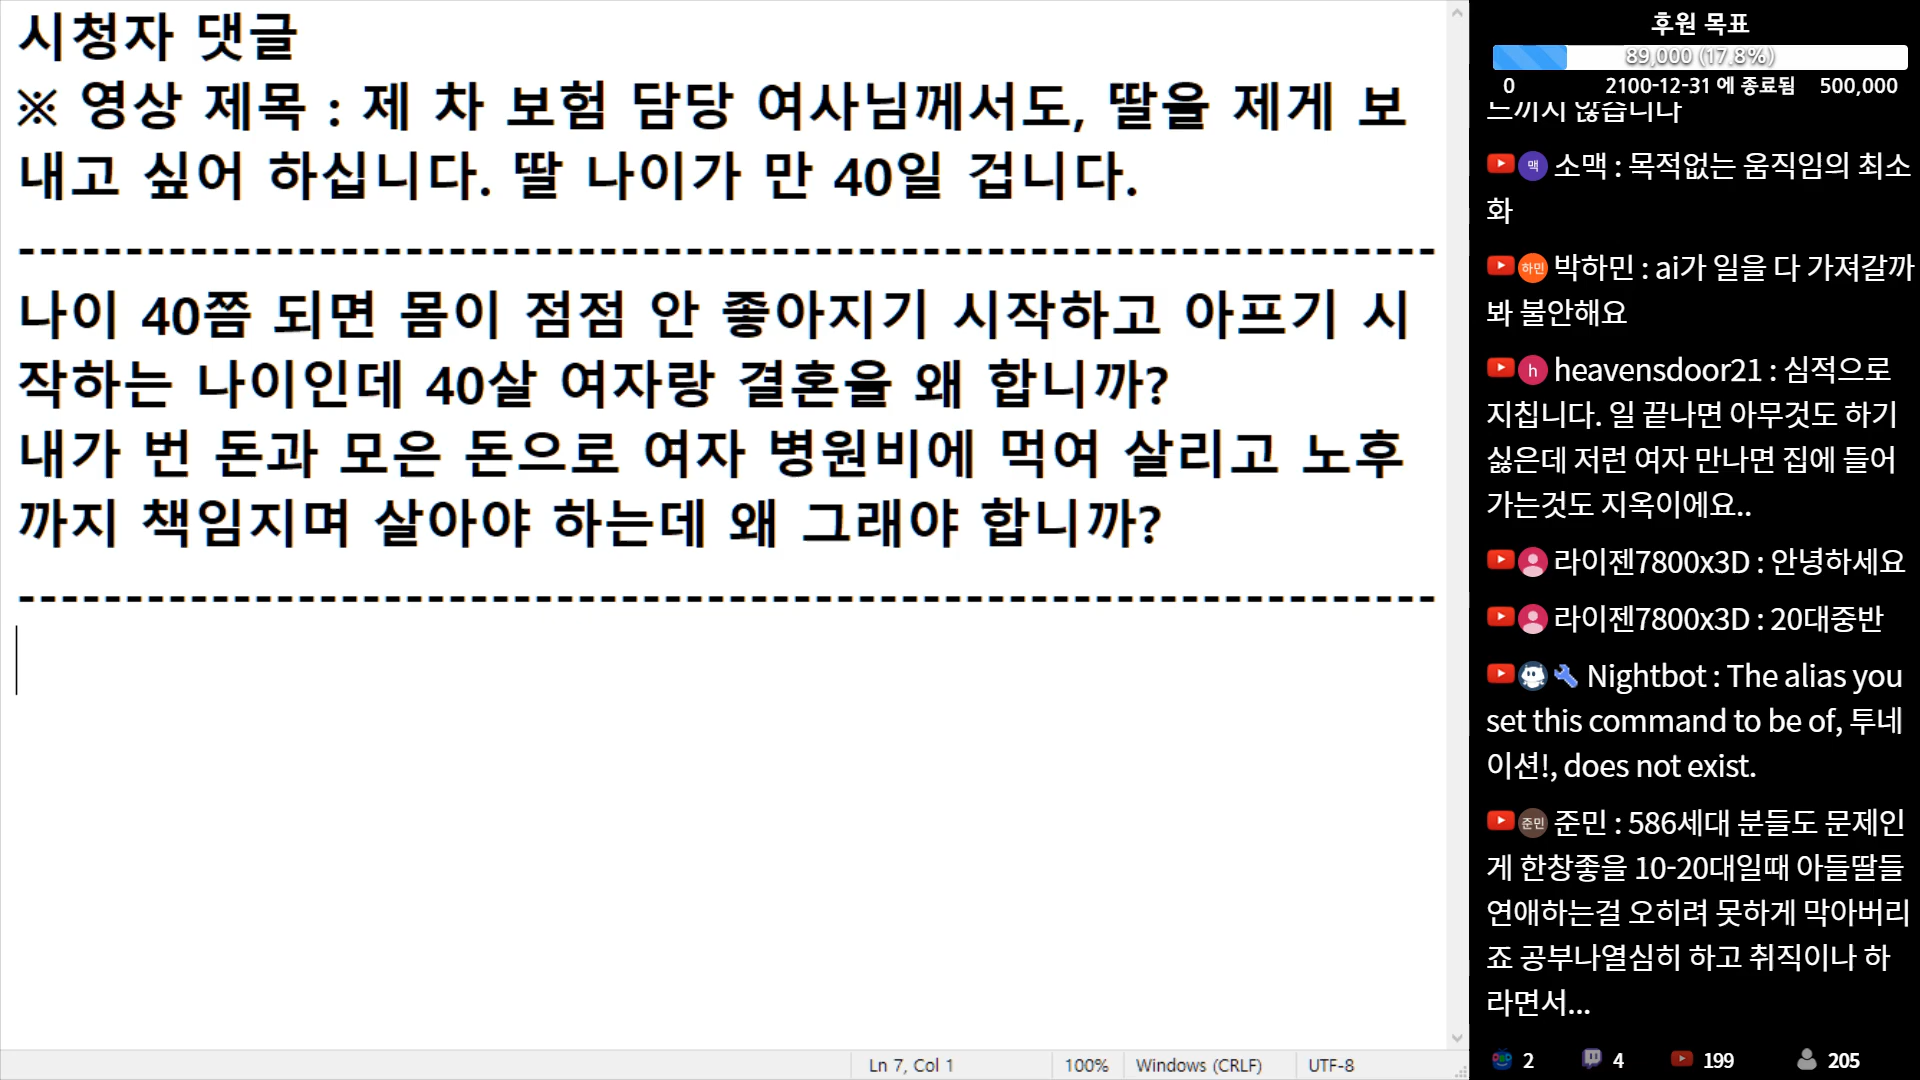 시청자 댓글
※ 영상 제목 : 제 차 보험 담당 여사님께서도, 딸을 제게 보
내고 싶어 하십니다. 딸 나이가 만 40일 겁니다.
------------------------------------------------------------------
나이 40쯤 되면 몸이 점점 안 좋아지기 시작하고 아프기 시
작하는 나이인데 40살 여자랑 결혼을 왜 합니까?
내가 번 돈과 모은 돈으로 여자 병원비에 먹여 살리고 노후
까지 책임지며 살아야 하는데 왜 그래야 합니까?
------------------------------------------------------------------
Ln 7, Col 1 100% Windows (CRLF) UTF-8
후원 목표
89,000 (17.8%)
0 2100-12-31 에 종료됨 500,000
느끼지 않습니다
맥 소맥 : 목적없는 움직임의 최소
화
하민 박하민 : ai가 일을 다 가져갈까
봐 불안해요
h heavensdoor21 : 심적으로
지칩니다. 일 끝나면 아무것도 하기
싫은데 저런 여자 만나면 집에 들어
가는것도 지옥이에요..
라이젠7800x3D : 안녕하세요
라이젠7800x3D : 20대중반
Nightbot : The alias you
set this command to be of, 투네
이션!, does not exist.
준민 준민 : 586세대 분들도 문제인
게 한창좋을 10-20대일때 아들딸들
연애하는걸 오히려 못하게 막아버리
죠 공부나열심히 하고 취직이나 하
라면서...
2 4 199 205